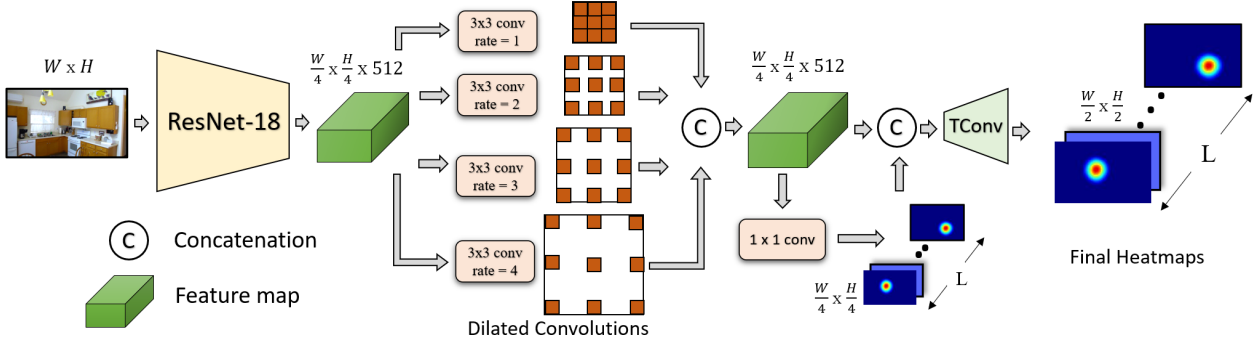 W x H
ResNet-18
W/4 x H/4 x 512
3x3 conv
rate = 1
3x3 conv
rate = 2
3x3 conv
rate = 3
3x3 conv
rate = 4
Dilated Convolutions
C
W/4 x H/4 x 512
1 x 1 conv
W/4 x H/4
L
C
TConv
W/2 x H/2
L
Final Heatmaps
C
Concatenation
Feature map